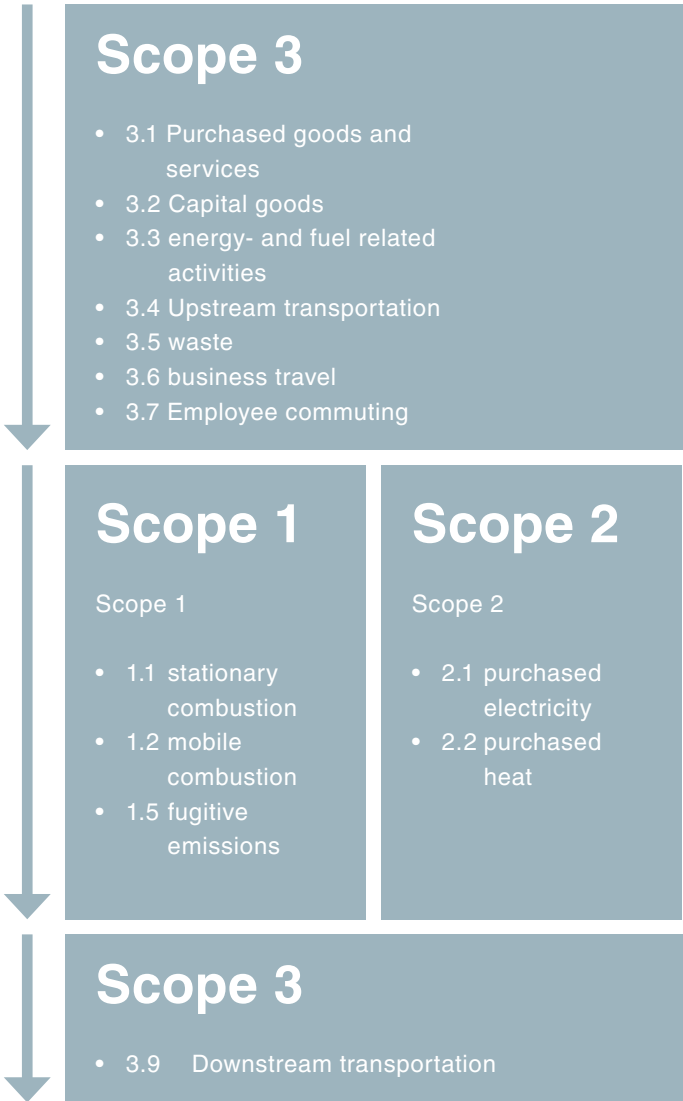 Scope 3
• 3.1 Purchased goods and
services
• 3.2 Capital goods
• 3.3 energy- and fuel related
activities
• 3.4 Upstream transportation
• 3.5 waste
• 3.6 business travel
• 3.7 Employee commuting
Scope 1
Scope 1
• 1.1 stationary
combustion
• 1.2 mobile
combustion
• 1.5 fugitive
emissions
Scope 2
Scope 2
• 2.1 purchased
electricity
• 2.2 purchased
heat
Scope 3
• 3.9 Downstream transportation